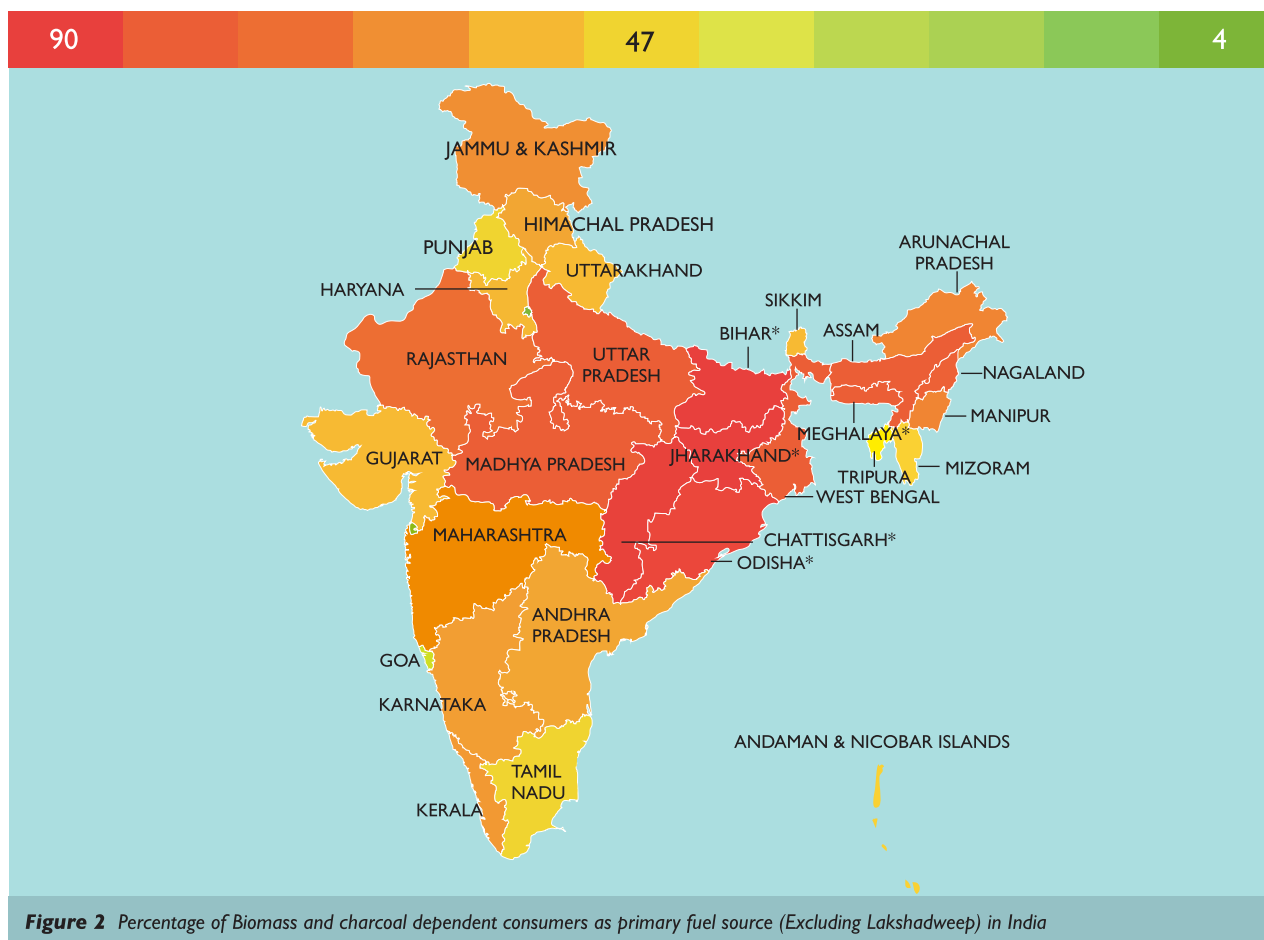 90 47 4
JAMMU & KASHMIR
HIMACHAL PRADESH
PUNJAB
ARUNACHAL
PRADESH
UTTARAKHAND
HARYANA
SIKKIM
BIHAR*
ASSAM
RAJASTHAN
UTTAR
PRADESH
NAGALAND
MANIPUR
MEGHALAYA*
GUJARAT
MADHYA PRADESH
JHARAKHAND*
MIZORAM
TRIPURA
WEST BENGAL
MAHARASHTRA
CHATTISGARH*
ODISHA*
ANDHRA
PRADESH
GOA
KARNATAKA
ANDAMAN & NICOBAR ISLANDS
TAMIL
NADU
KERALA
Figure 2 Percentage of Biomass and charcoal dependent consumers as primary fuel source (Excluding Lakshadweep) in India